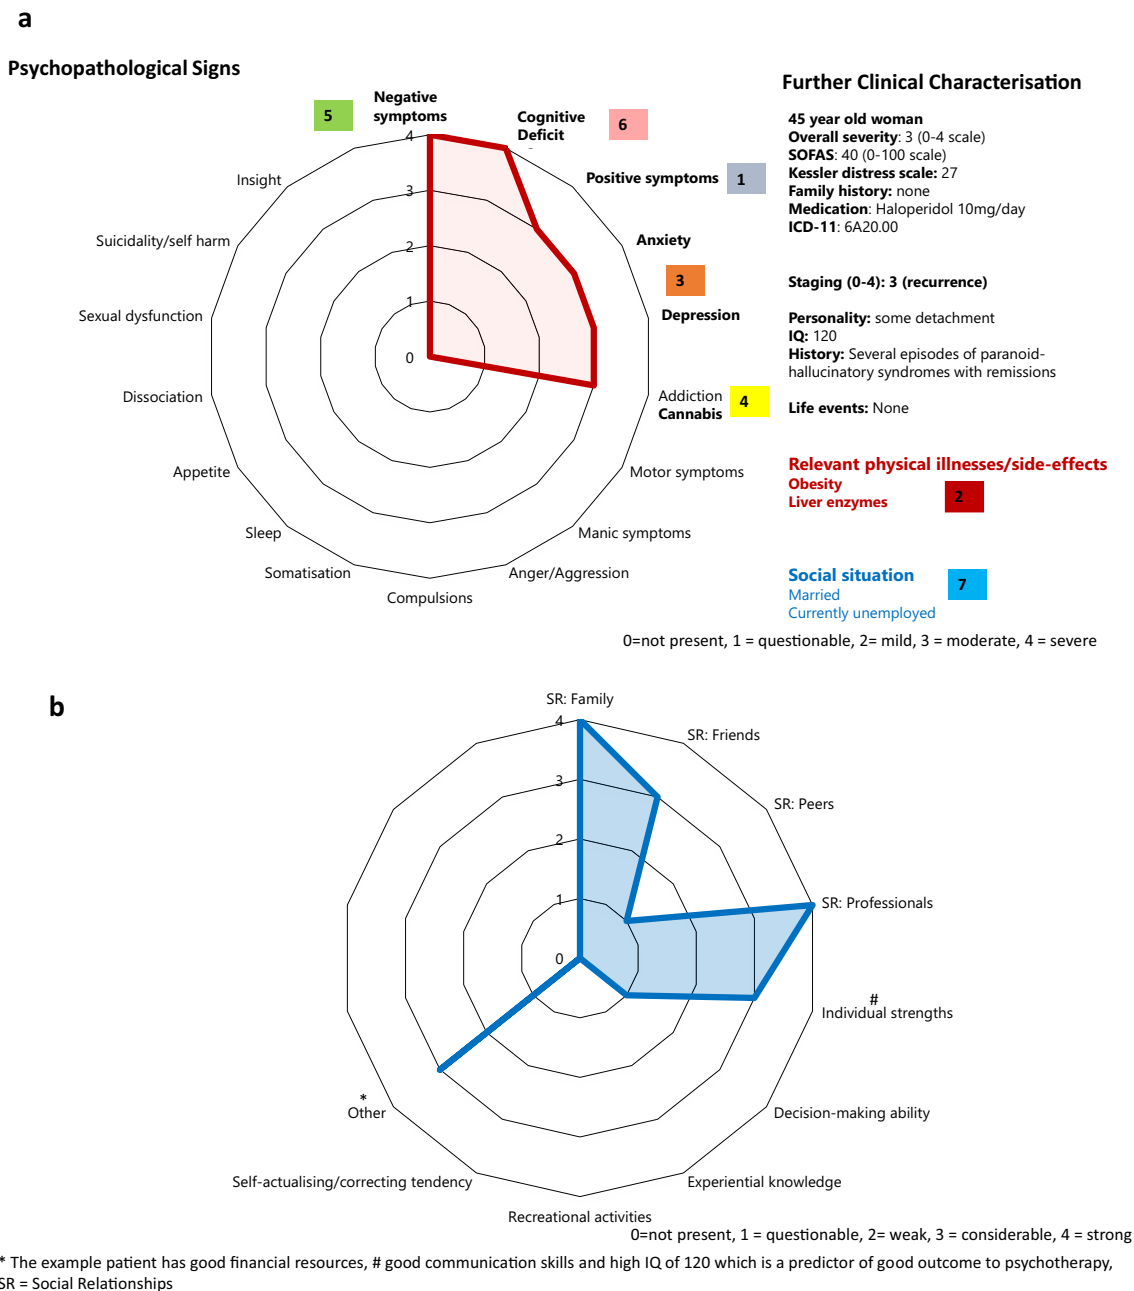 a
Psychopathological Signs
Further Clinical Characterisation
5
Negative
symptoms
Cognitive
Deficit
6
Positive symptoms
1
Anxiety
3
Depression
Addiction
Cannabis
4
Motor symptoms
Manic symptoms
Anger/Aggression
Compulsions
Somatisation
Sleep
Appetite
Dissociation
Sexual dysfunction
Suicidality/self harm
Insight
4
3
2
1
0
45 year old woman
Overall severity: 3 (0-4 scale)
SOFAS: 40 (0-100 scale)
Kessler distress scale: 27
Family history: none
Medication: Haloperidol 10mg/day
ICD-11: 6A20.00
Staging (0-4): 3 (recurrence)
Personality: some detachment
IQ: 120
History: Several episodes of paranoid-
hallucinatory syndromes with remissions
Life events: None
Relevant physical illnesses/side-effects
Obesity
Liver enzymes
2
Social situation
Married
Currently unemployed
7
0=not present, 1 = questionable, 2= mild, 3 = moderate, 4 = severe
b
SR: Family
SR: Friends
SR: Peers
SR: Professionals
#
Individual strengths
Decision-making ability
Experiential knowledge
Recreational activities
Self-actualising/correcting tendency
*
Other
4
3
2
1
0
0=not present, 1 = questionable, 2= weak, 3 = considerable, 4 = strong
* The example patient has good financial resources, # good communication skills and high IQ of 120 which is a predictor of good outcome to psychotherapy,
SR = Social Relationships